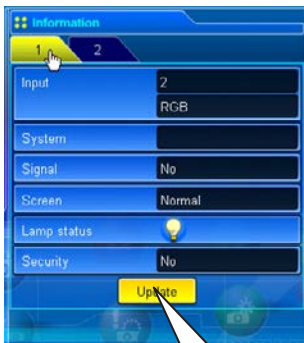 Information
1 2
Input 2
RGB
System
Signal No
Screen Normal
Lamp status
Security No
Update